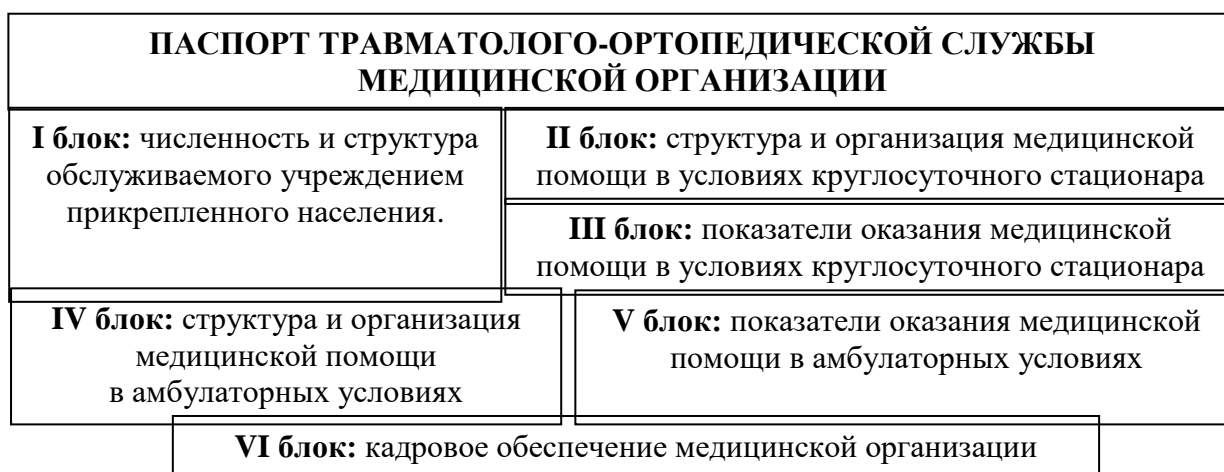 ПАСПОРТ ТРАВМАТОЛОГО-ОРТОПЕДИЧЕСКОЙ СЛУЖБЫ
МЕДИЦИНСКОЙ ОРГАНИЗАЦИИ
I блок: численность и структура
обслуживаемого учреждением
прикрепленного населения.
II блок: структура и организация медицинской
помощи в условиях круглосуточного стационара
III блок: показатели оказания медицинской
помощи в условиях круглосуточного стационара
IV блок: структура и организация
медицинской помощи
в амбулаторных условиях
V блок: показатели оказания медицинской
помощи в амбулаторных условиях
VI блок: кадровое обеспечение медицинской организации